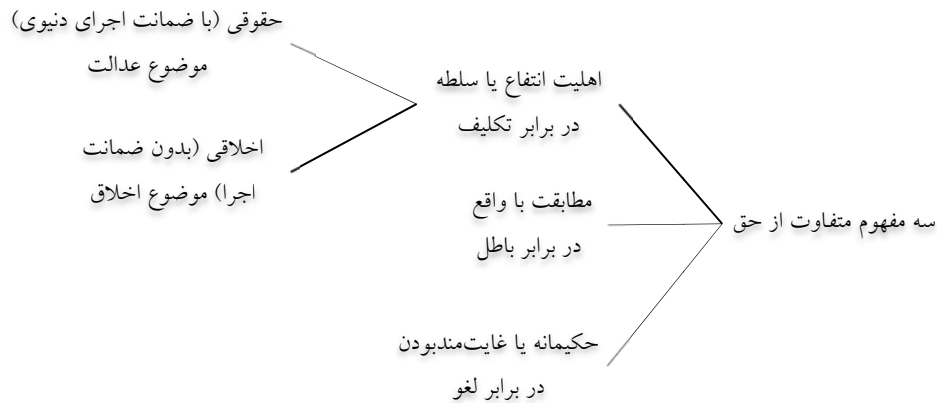 سه مفهوم متفاوت از حق
اهلیت انتفاع یا سلطه
در برابر تکلیف
حقوقی (با ضمانت اجرای دنیوی)
موضوع عدالت
اخلاقی (بدون ضمانت
اجرا) موضوع اخلاق
مطابقت با واقع
در برابر باطل
حکیمانه یا غایت‌مندبودن
در برابر لغو